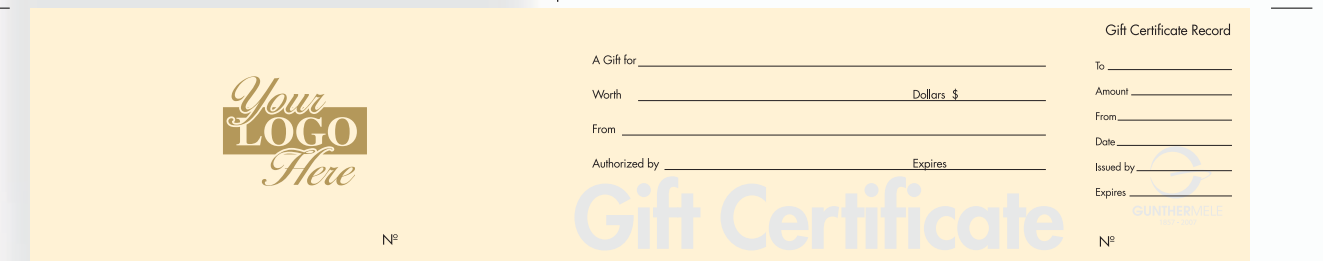 Your
LOGO
Here
Nº
A Gift for
Worth Dollars $
From
Authorized by Expires
Gift Certificate
Gift Certificate Record
To
Amount
From
Date
Issued by
Expires
GUNTHERMELE
Nº